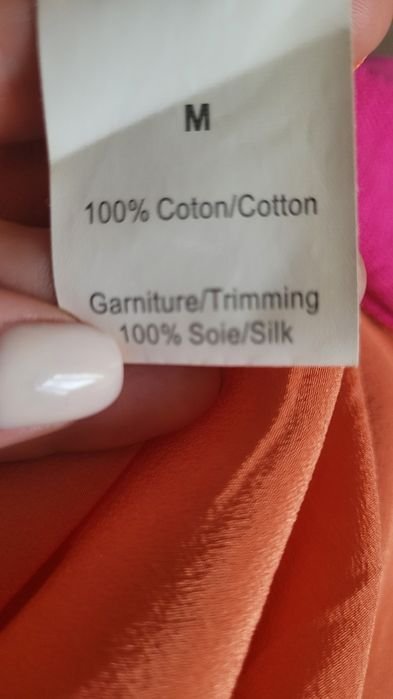 M
100% Coton/Cotton
Garniture/Trimming
100% Soie/Silk